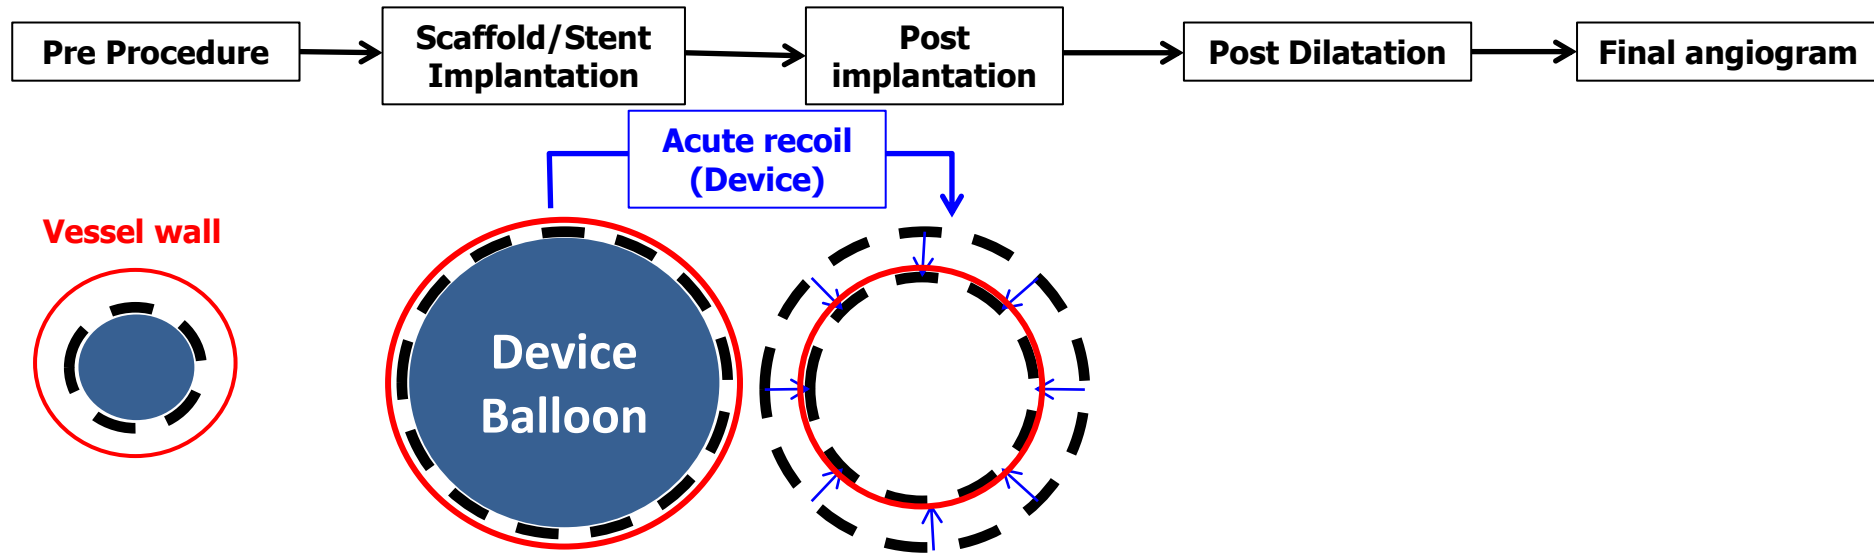 Pre Procedure
Scaffold/Stent
Implantation
Post
implantation
Post Dilatation
Final angiogram
Acute recoil
(Device)
Vessel wall
Device
Balloon